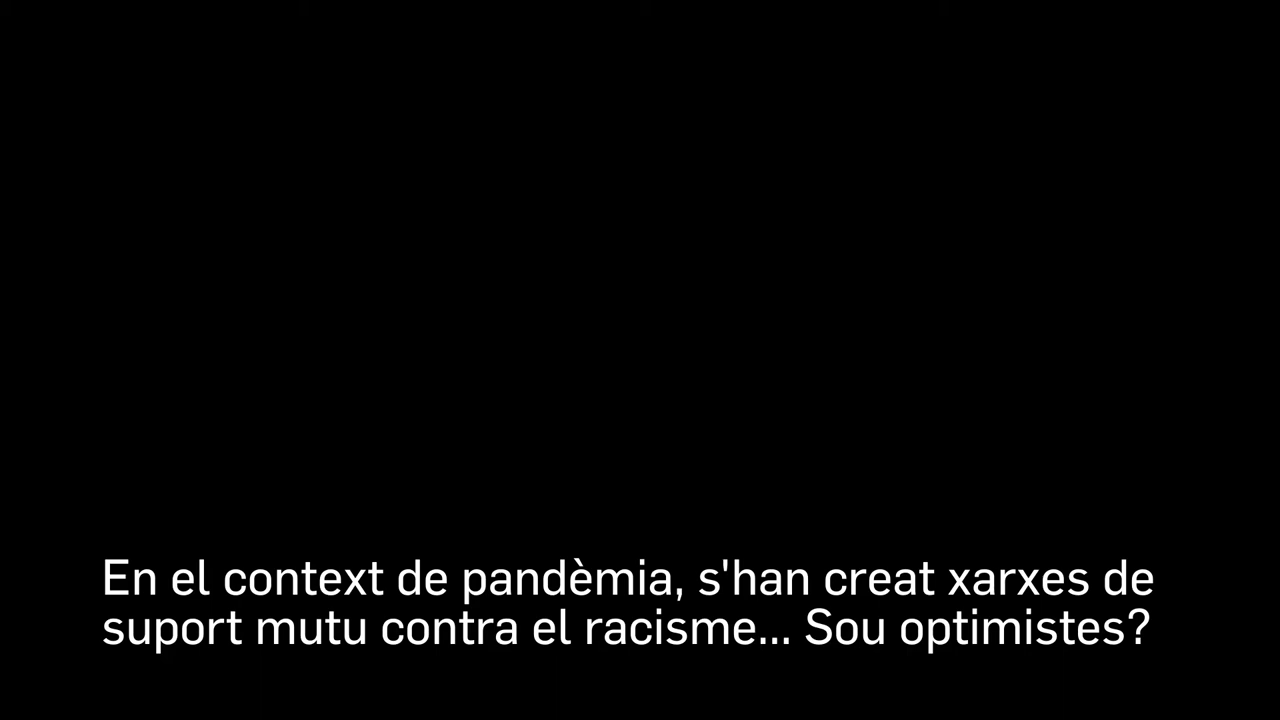 En el context de pandèmia, s'han creat xarxes de
suport mutu contra el racisme... Sou optimistes?